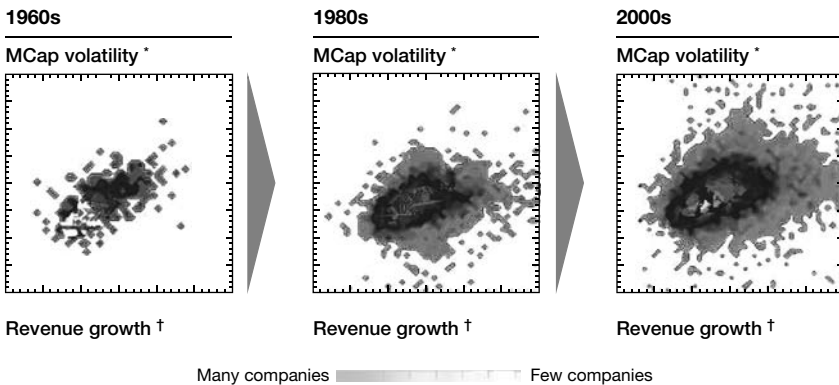 1960s
1980s
2000s
MCap volatility *
MCap volatility *
MCap volatility *
Revenue growth †
Revenue growth †
Revenue growth †
Many companies
Few companies